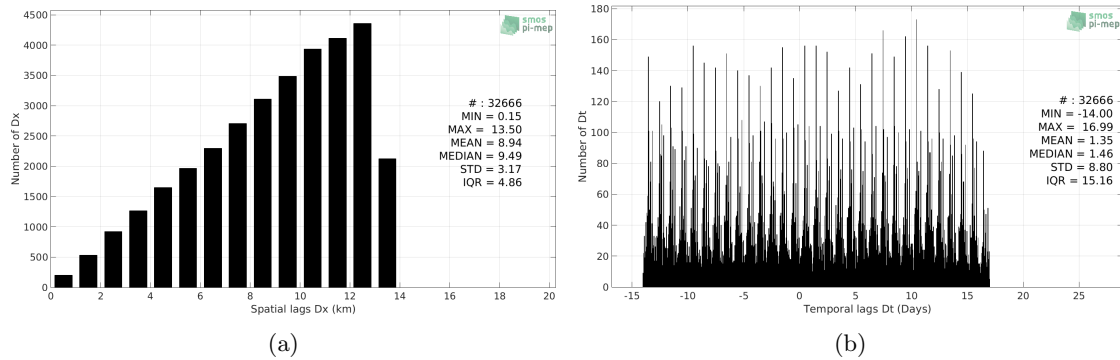 4500
4000
3500
3000
2500
2000
1500
1000
500
0
Number of Dx
smos
pi-mep
# : 32666
MIN = 0.15
MAX = 13.50
MEAN = 8.94
MEDIAN = 9.49
STD = 3.17
IQR = 4.86
0 2 4 6 8 10 12 14 16 18 20
Spatial lags Dx (km)
(a)
180
160
140
120
100
80
60
40
20
0
Number of Dt
smos
pi-mep
# : 32666
MIN = -14.00
MAX = 16.99
MEAN = 1.35
MEDIAN = 1.46
STD = 8.80
IQR = 15.16
-15 -10 -5 0 5 10 15 20 25
Temporal lags Dt (Days)
(b)